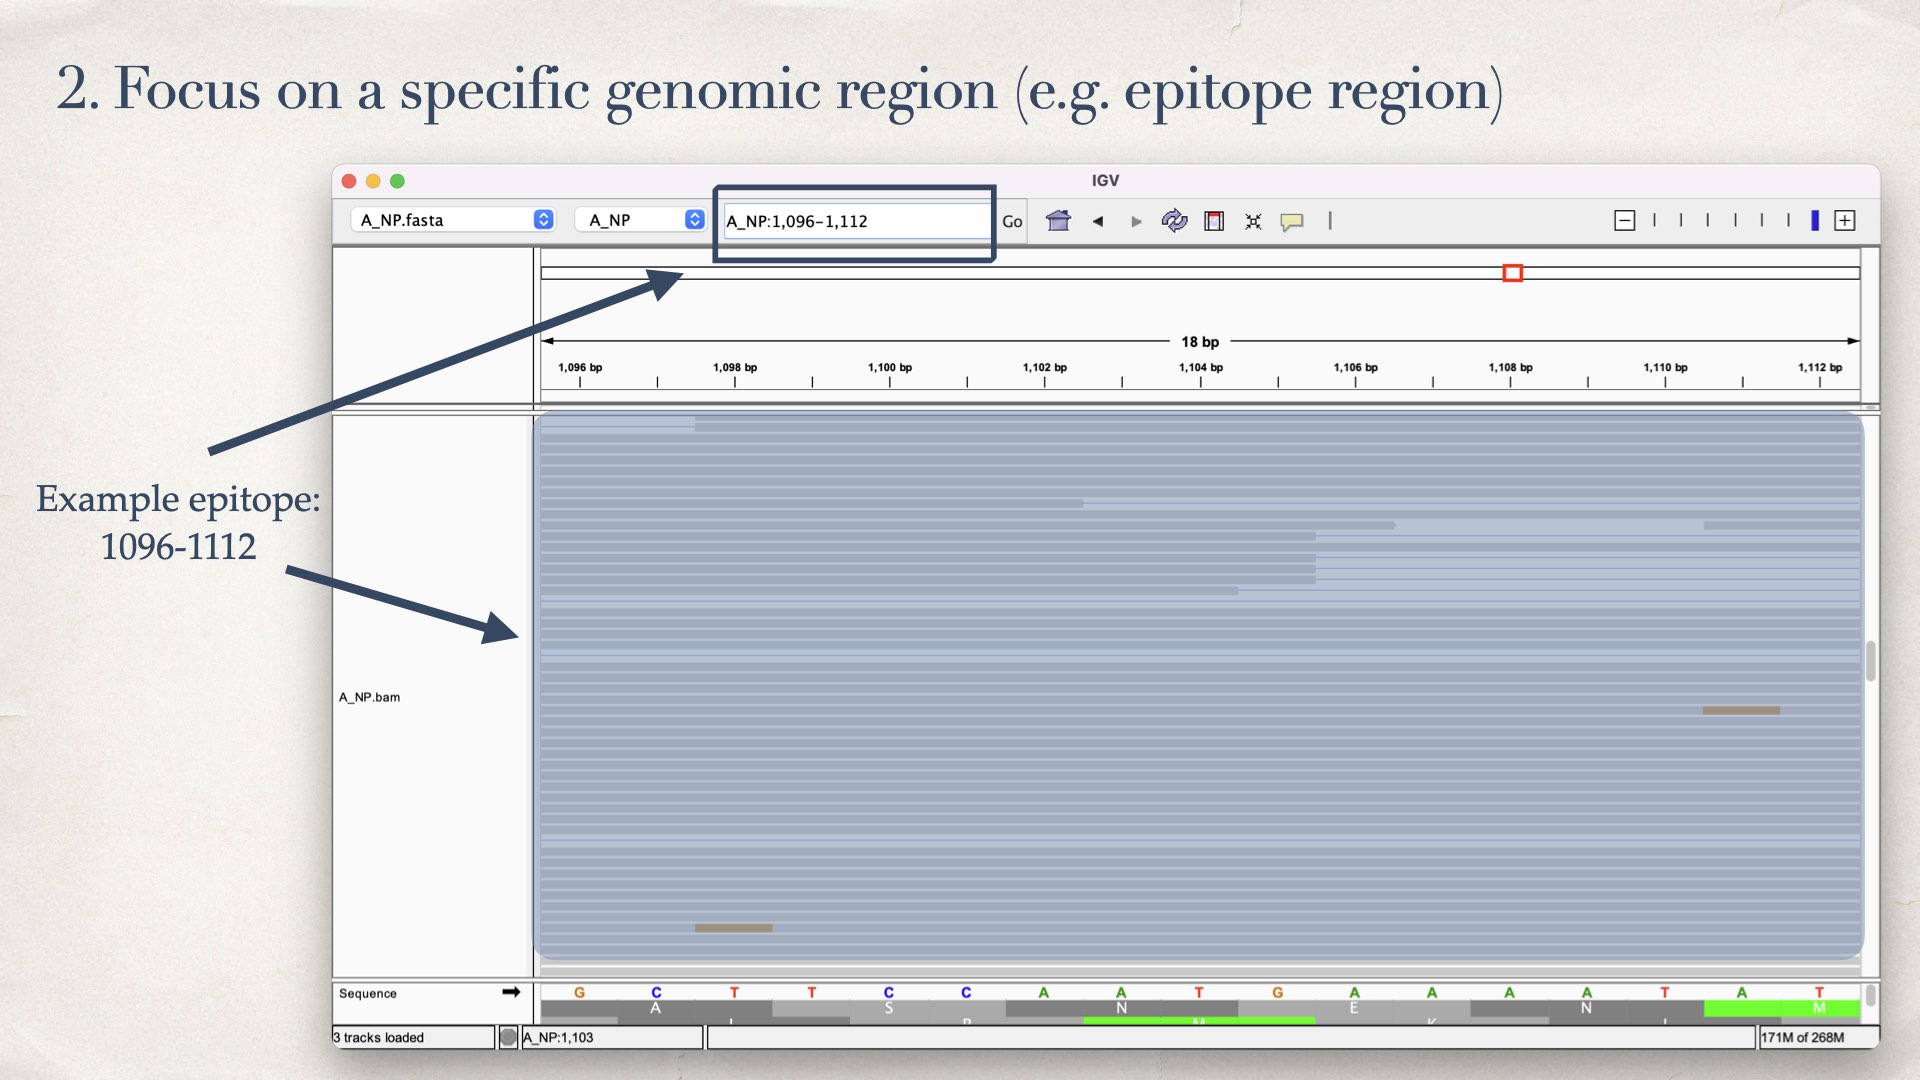 2. Focus on a specific genomic region (e.g. epitope region)
IGV
A_NP.fasta
A_NP
A_NP:1,096-1,112
Go
18 bp
1,096 bp 1,098 bp 1,100 bp 1,102 bp 1,104 bp 1,106 bp 1,108 bp 1,110 bp 1,112 bp
Example epitope:
1096-1112
A_NP.bam
Sequence
G C T T C C A A T G A A A A T A T
A S N E N M
3 tracks loaded
A_NP:1,103
171M of 268M